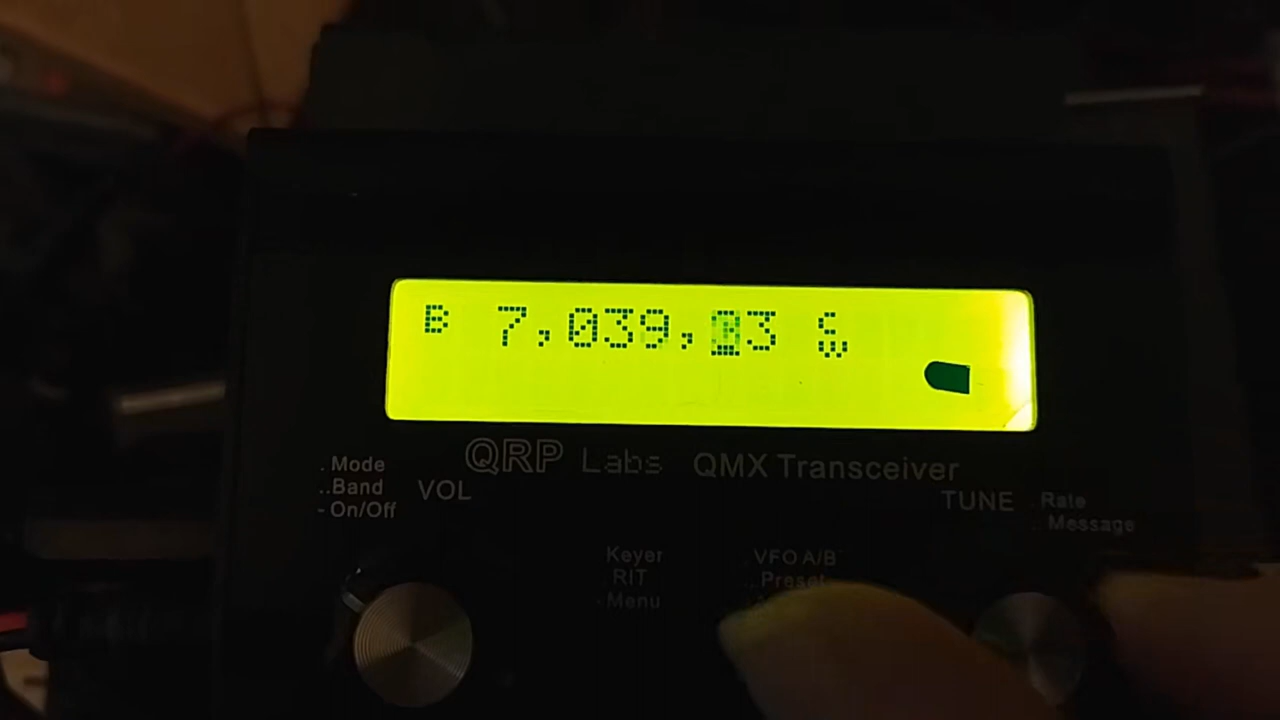 B 7,039,03 CW
QRP Labs QMX Transceiver
. Mode
..Band
- On/Off
VOL
TUNE
. Rate
.. Message
Keyer
RIT
- Menu
. VFO A/B
.. Preset